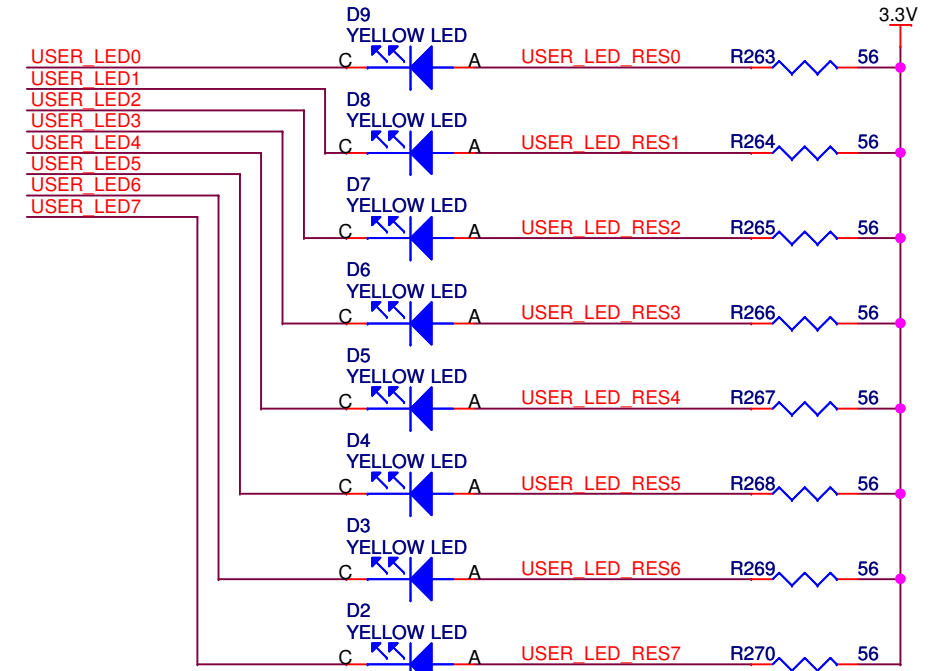 D9
3.3V
YELLOW LED
USER_LED0
C
A
USER_LED_RES0
R263
56
USER_LED1
USER_LED2
D8
YELLOW LED
USER_LED3
USER_LED4
C
A
USER_LED_RES1
R264
56
USER_LED5
USER_LED6
D7
YELLOW LED
USER_LED7
C
A
USER_LED_RES2
R265
56
D6
YELLOW LED
C
A
USER_LED_RES3
R266
56
D5
YELLOW LED
C
A
USER_LED_RES4
R267
56
D4
YELLOW LED
C
A
USER_LED_RES5
R268
56
D3
YELLOW LED
C
A
USER_LED_RES6
R269
56
D2
YELLOW LED
C
A
USER_LED_RES7
R270
56